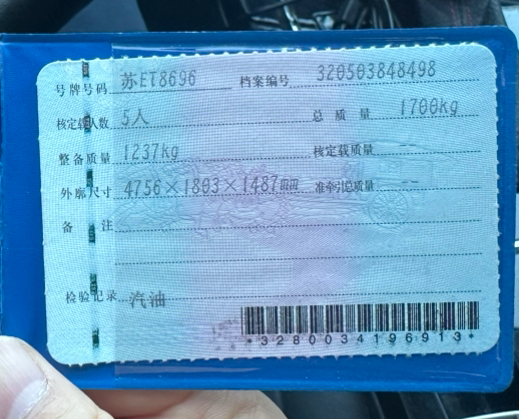 号牌号码 苏ET8696 档案编号 320503848498
核定载人数 5人 总质量 1700kg
整备质量 1237kg 核定载质量 --
外廓尺寸 4756×1803×1487mm 准牵引总质量 --
备注
检验记录 汽油
*3280034196913*